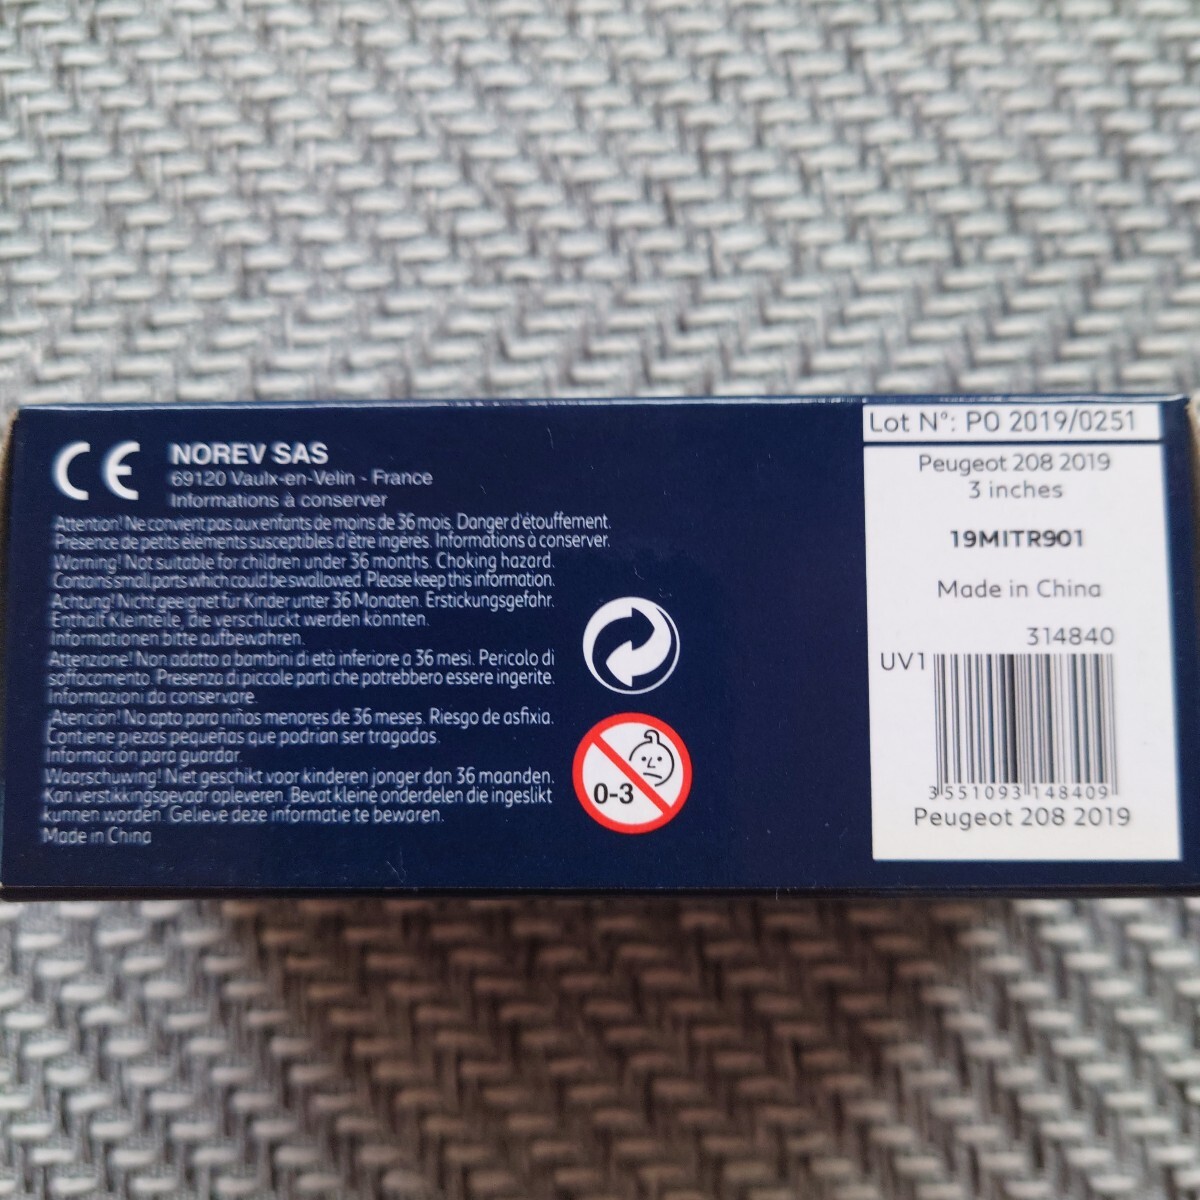 CE
NOREV SAS
69120 Vaulx-en-Velin - France
Informations à conserver
Attention! Ne convient pas aux enfants de moins de 36 mois. Danger d'étouffement.
Présence de petits éléments susceptibles d'être ingérés. Informations à conserver.
Warning! Not suitable for children under 36 months. Choking hazard.
Contains small parts which could be swallowed. Please keep this information.
Achtung! Nicht geeignet für Kinder unter 36 Monaten. Erstickungsgefahr.
Enthält Kleinteile, die verschluckt werden könnten.
Informationen bitte aufbewahren.
Attenzione! Non adatto a bambini di età inferiore a 36 mesi. Pericolo di
soffocamento. Presenza di piccole parti che potrebbero essere ingerite.
Informazioni da conservare.
¡Atención! No apto para niños menores de 36 meses. Riesgo de asfixia.
Contiene piezas pequeñas que podrían ser tragadas.
Información para guardar.
Waarschuwing! Niet geschikt voor kinderen jonger dan 36 maanden.
Kan verstikkingsgevaar opleveren. Bevat kleine onderdelen die ingeslikt
kunnen worden. Gelieve deze informatie te bewaren.
Made in China
0-3
Lot N°: PO 2019/0251
Peugeot 208 2019
3 inches
19MITR901
Made in China
314840
UV1
3 551093 148409
Peugeot 208 2019